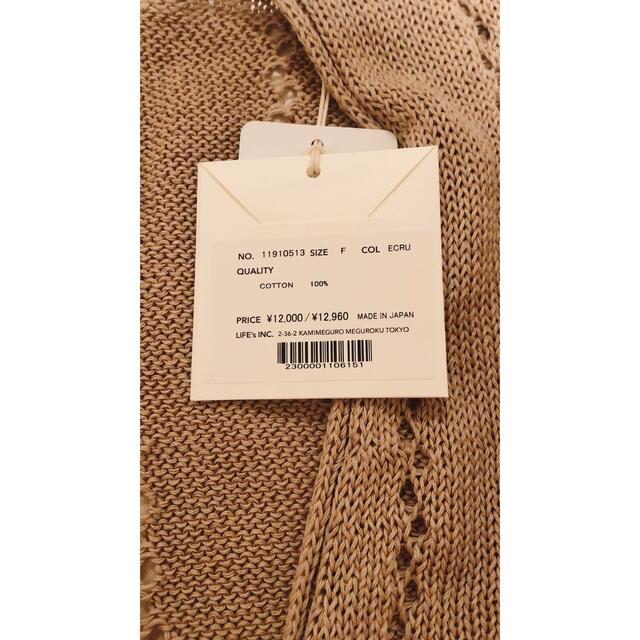 NO. 11910513 SIZE F COL ECRU
QUALITY
COTTON 100%
PRICE ¥12,000/¥12,960 MADE IN JAPAN
LIFE's INC. 2-36-2 KAMIMEGURO MEGUROKU TOKYO
2300001106151